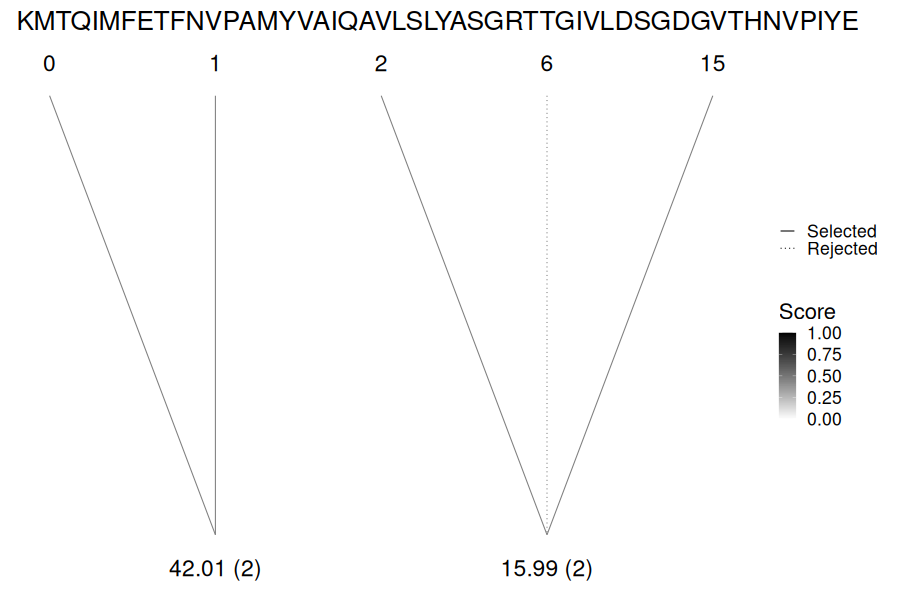 KMTQIMFETFNVPAMYVAIQAVLSLYASGRTTGIVLDSGDGVTHNVPIYE
0 1 2 6 15
Selected
Rejected
Score
1.00
0.75
0.50
0.25
0.00
42.01 (2) 15.99 (2)